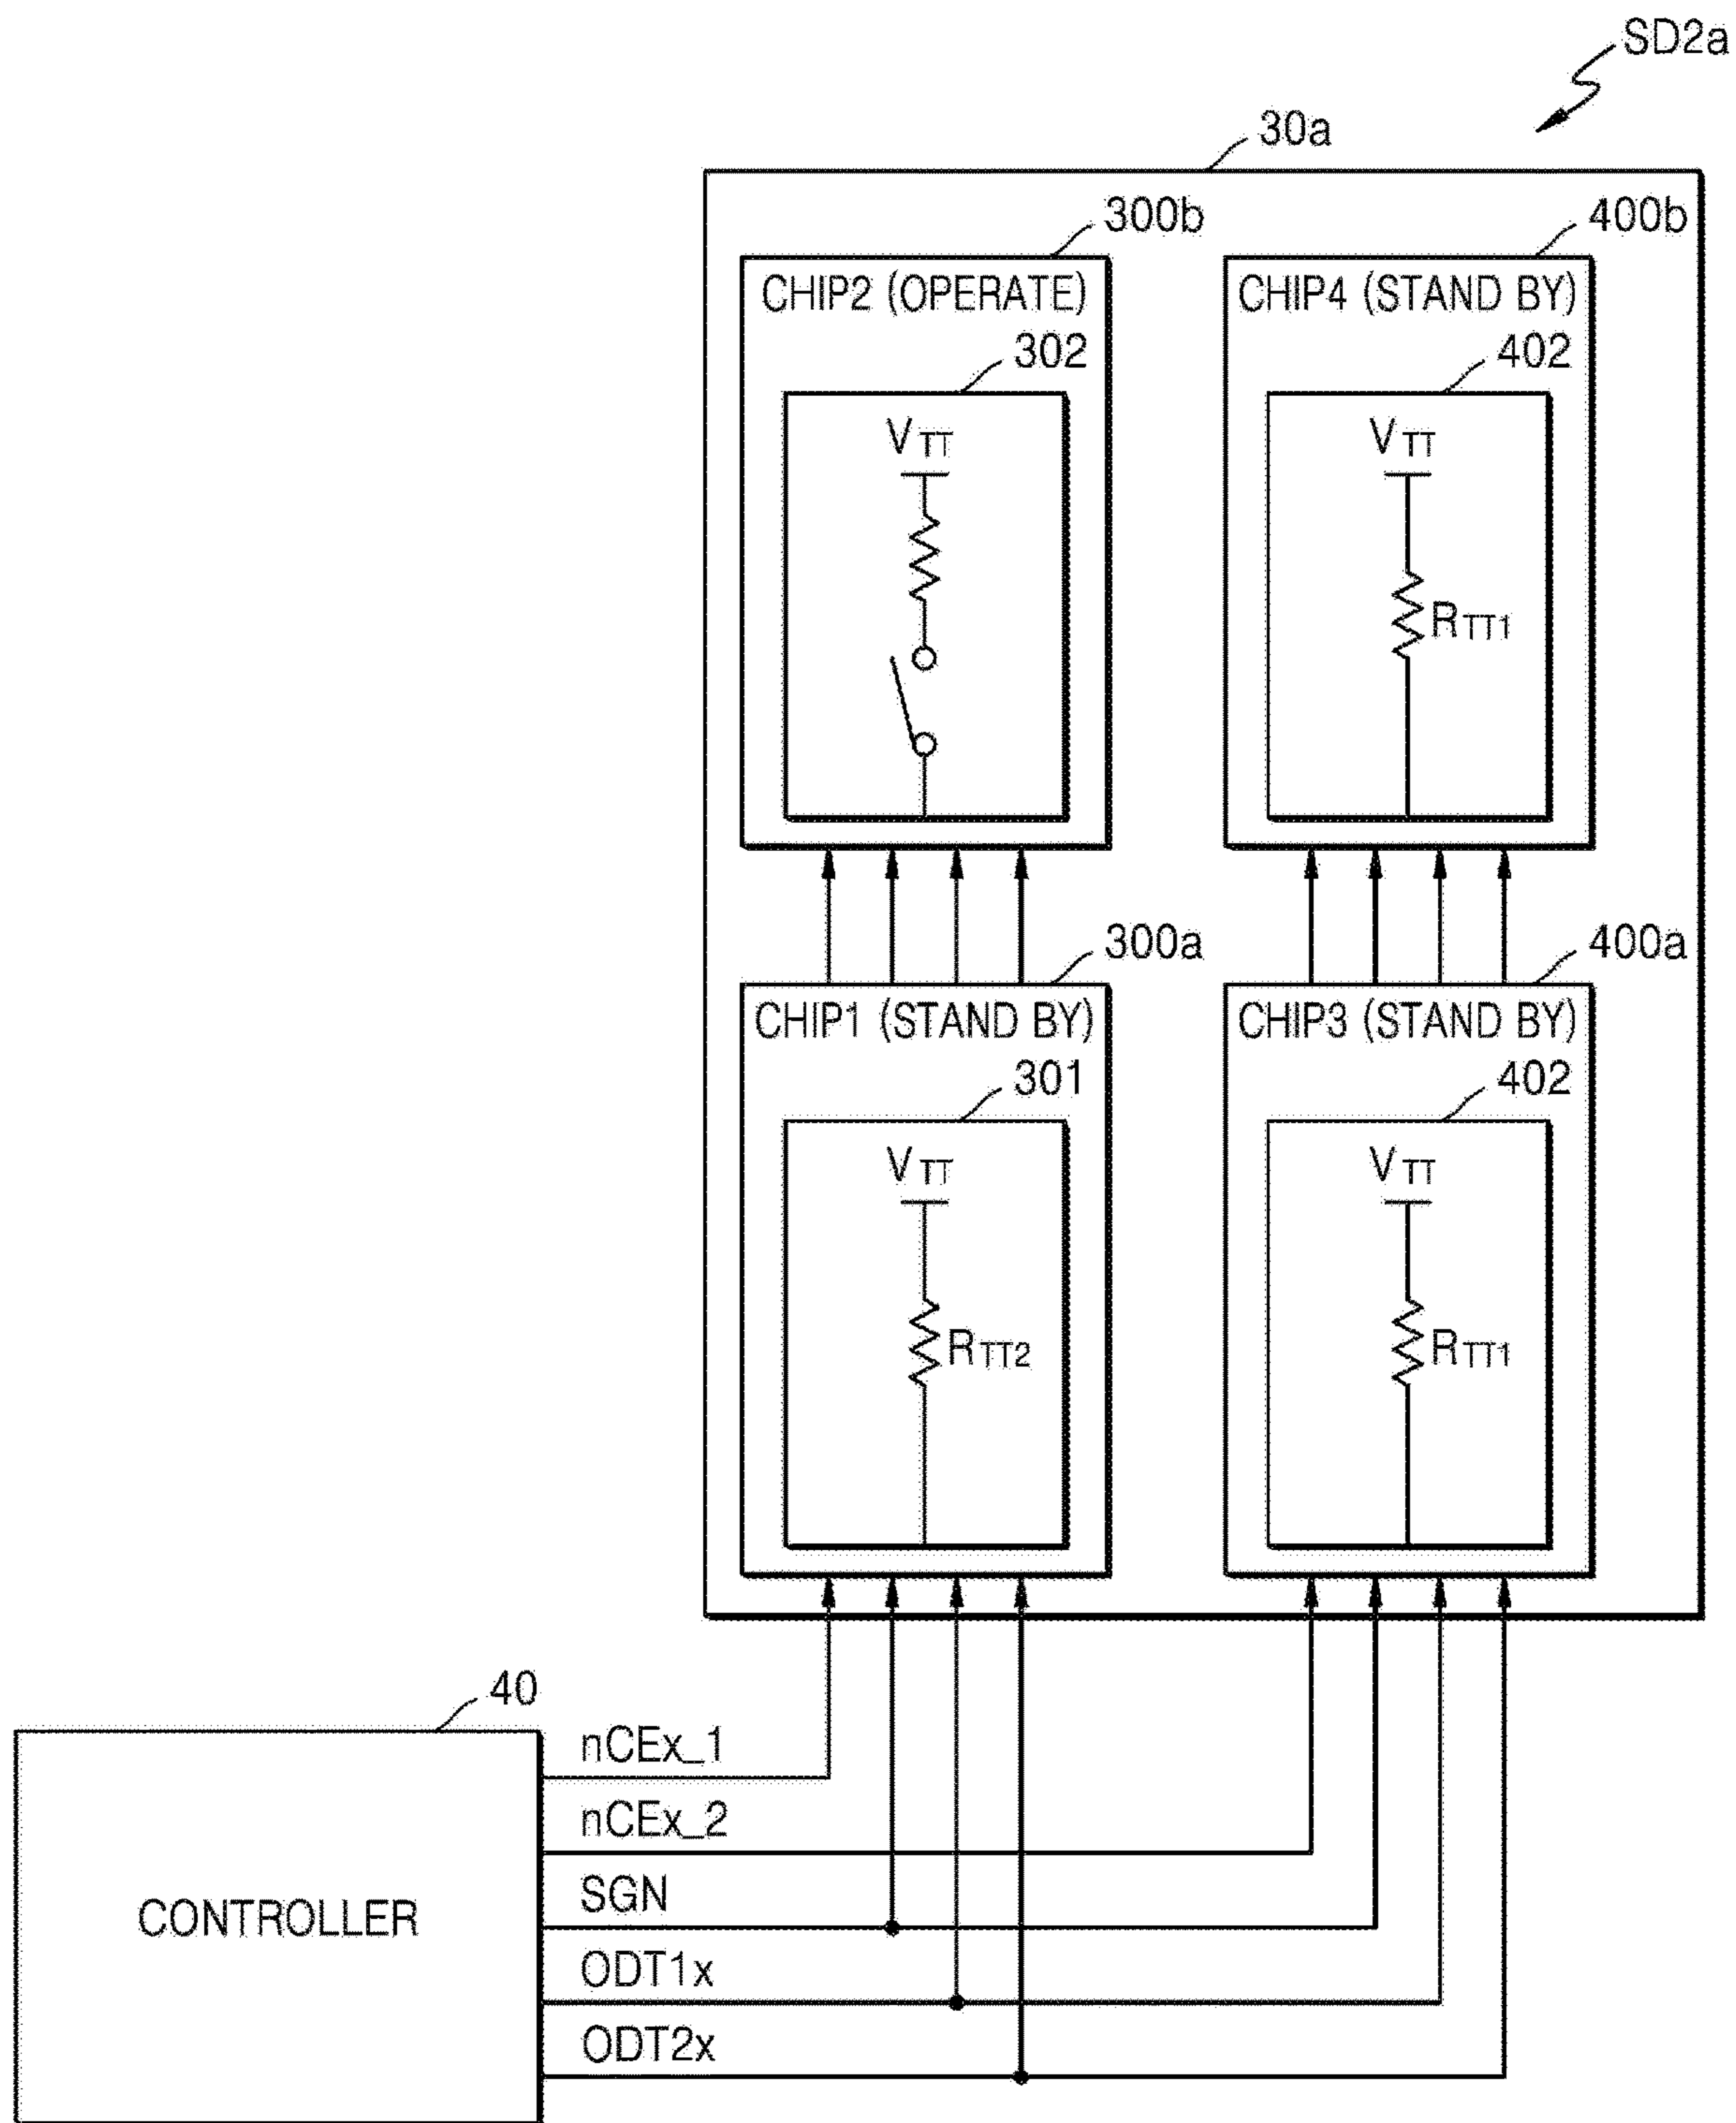 SD2a
30a
300b
400b
CHIP2 (OPERATE)
CHIP4 (STAND BY)
302
402
VTT
VTT
RTT1
300a
400a
CHIP1 (STAND BY)
CHIP3 (STAND BY)
301
402
VTT
VTT
RTT2
RTT1
40
nCEx_1
nCEx_2
SGN
CONTROLLER
ODT1x
ODT2x